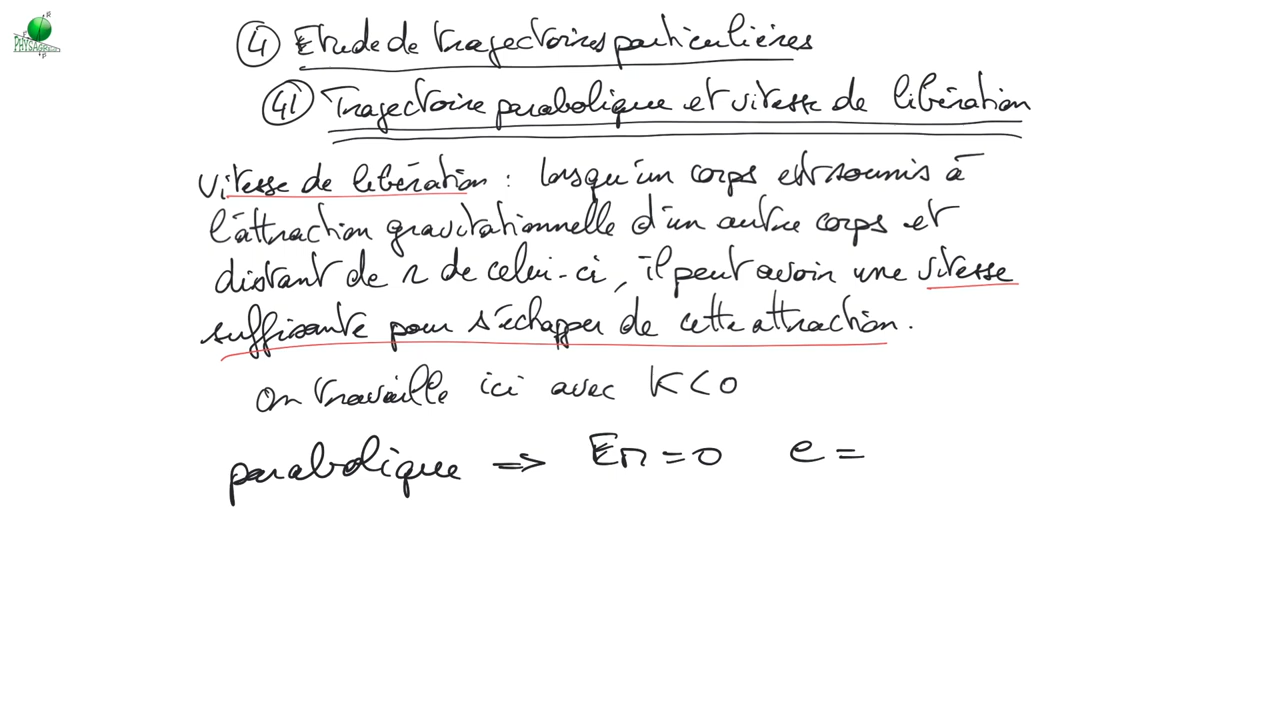 ④ Etude de trajectoires particulières
④1 Trajectoire parabolique et vitesse de libération
vitesse de libération : lorsqu'un corps est soumis à
l'attraction gravitationnelle d'un autre corps et
distant de r de celui-ci, il peut avoir une vitesse
suffisante pour s'échapper de cette attraction.
On travaille ici avec K<0
parabolique => Em = 0 e =